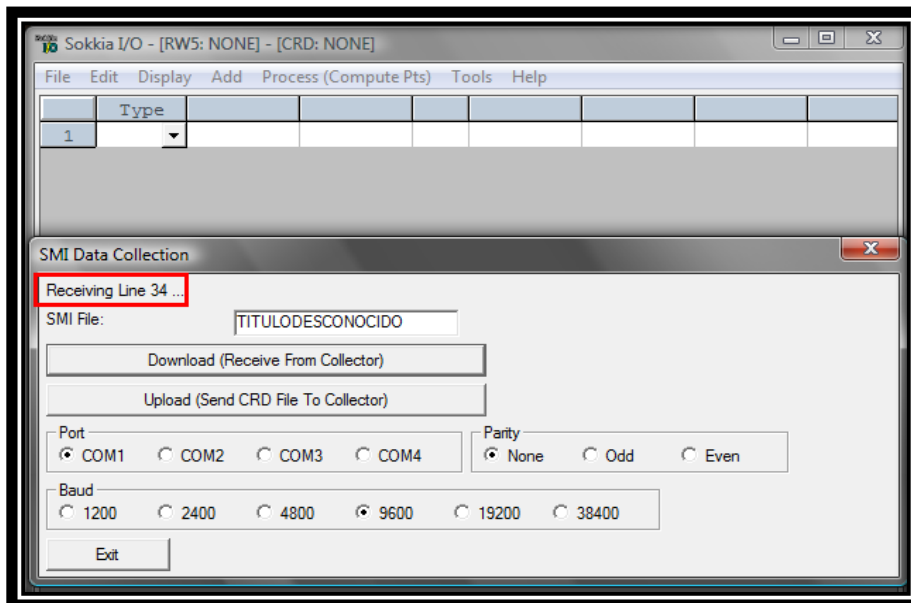 Sokkia I/O - [RW5: NONE] - [CRD: NONE]
File Edit Display Add Process (Compute Pts) Tools Help
Type
1
SMI Data Collection
Receiving Line 34 ...
SMI File: TITULODESCONOCIDO
Download (Receive From Collector)
Upload (Send CRD File To Collector)
Port Parity
COM1 COM2 COM3 COM4 None Odd Even
Baud
1200 2400 4800 9600 19200 38400
Exit